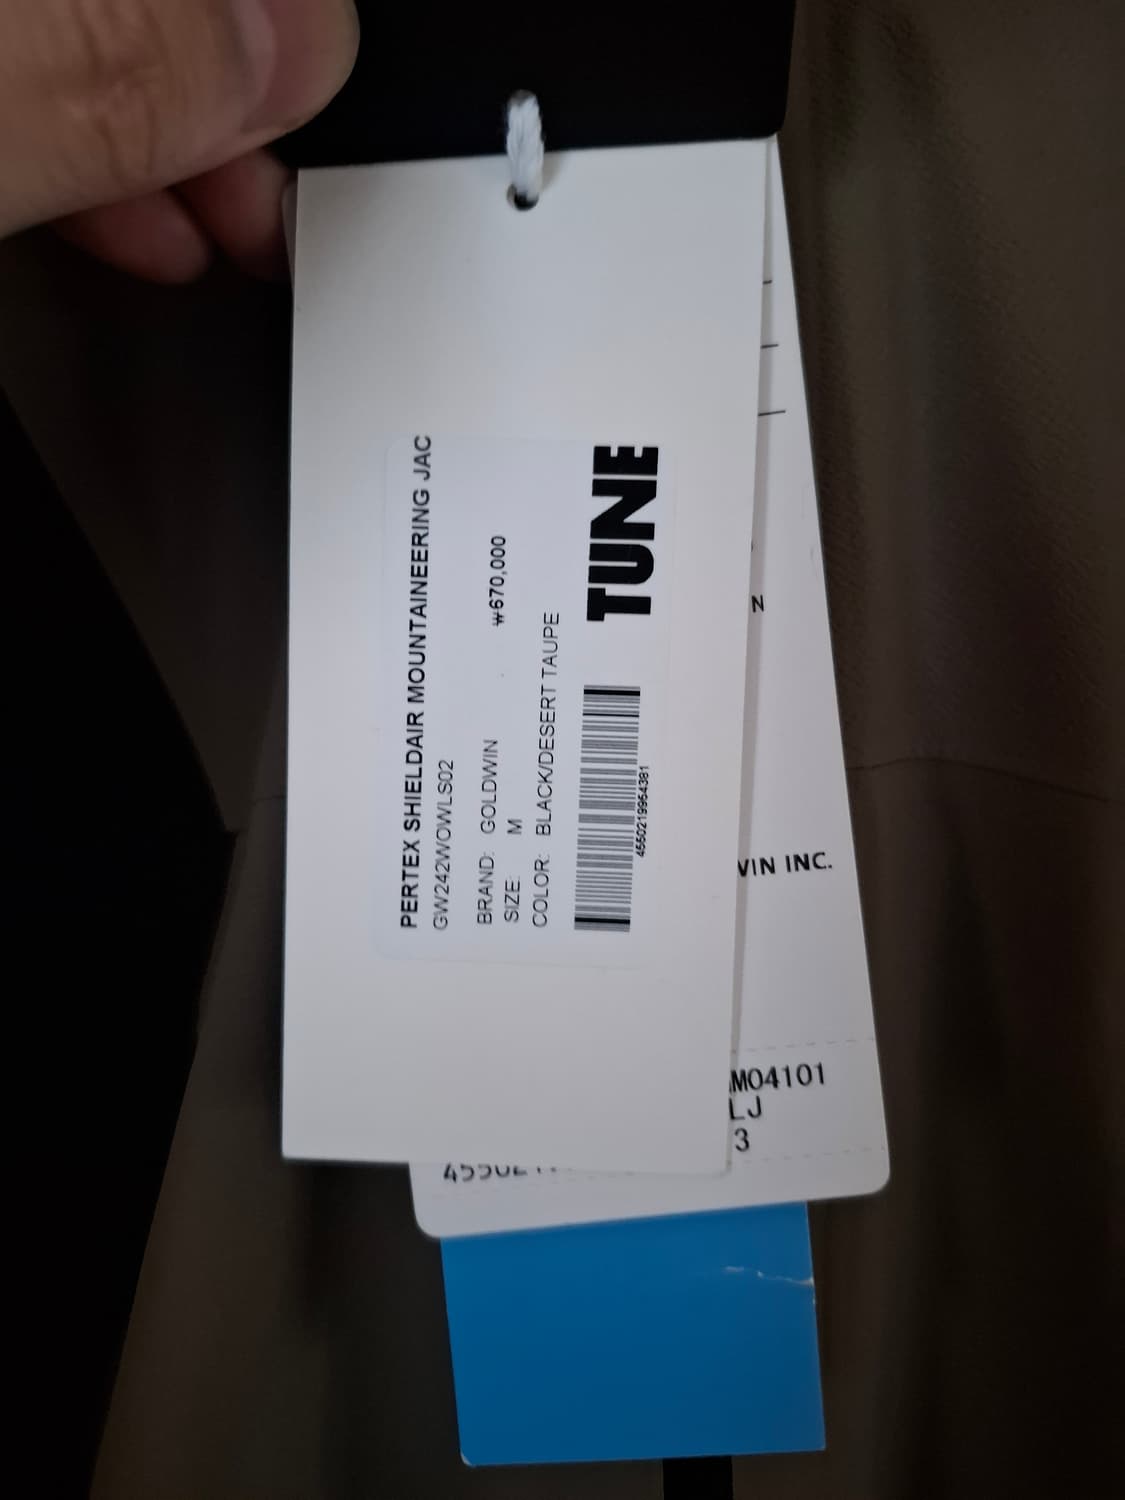 PERTEX SHIELDAIR MOUNTAINEERING JAC
GW242WOWLS02
BRAND: GOLDWIN ₩670,000
SIZE: M
COLOR: BLACK/DESERT TAUPE
4550219954381
TUNE
N
VIN INC.
M04101
LJ
3